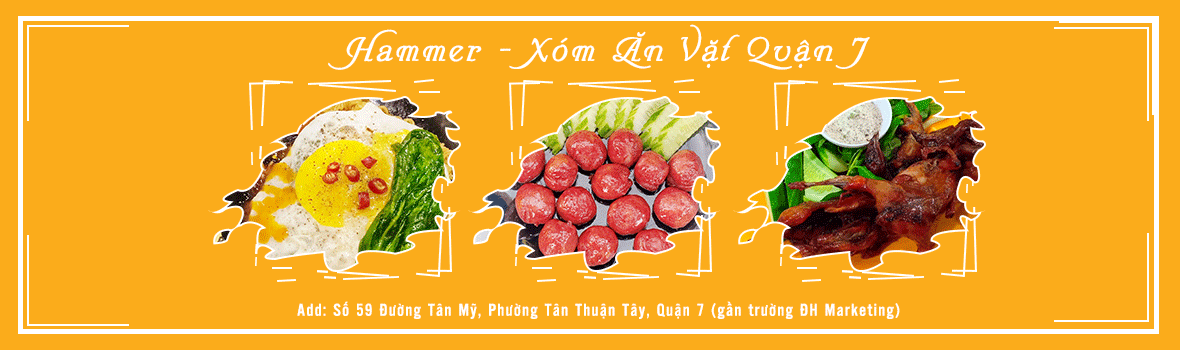 Hammer - Xóm Ăn Vặt Quận 7
Add: Số 59 Đường Tân Mỹ, Phường Tân Thuận Tây, Quận 7 (gần trường ĐH Marketing)